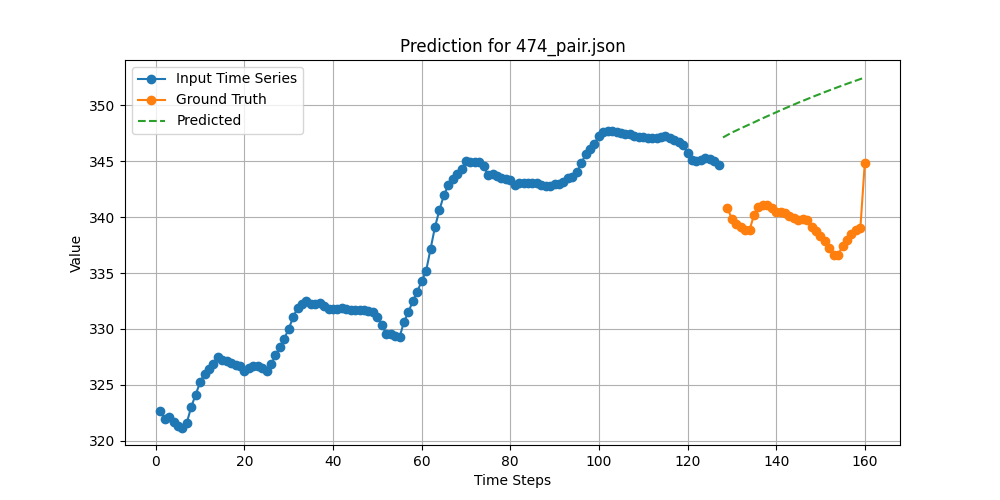 Prediction for 474_pair.json
Input Time Series
Ground Truth
Predicted
350
345
340
335
330
325
320
Value
0 20 40 60 80 100 120 140 160
Time Steps